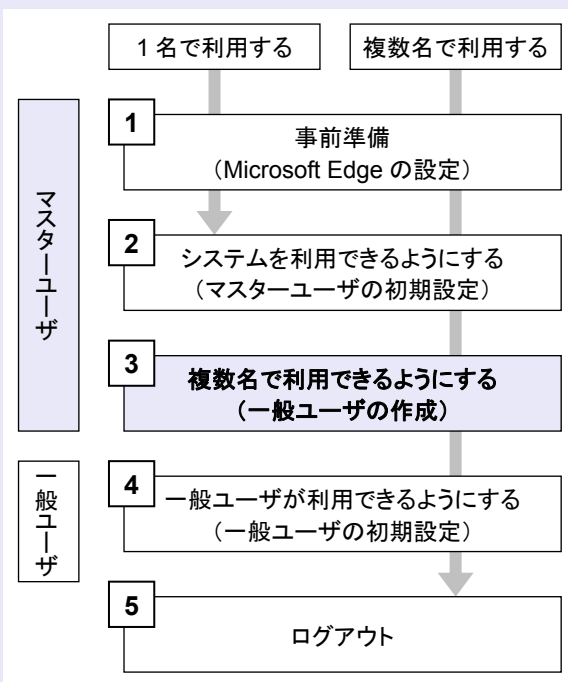 1名で利用する
複数名で利用する
マスターユーザ
1
事前準備
（Microsoft Edge の設定）
2
システムを利用できるようにする
（マスターユーザの初期設定）
3
複数名で利用できるようにする
（一般ユーザの作成）
一般ユーザ
4
一般ユーザが利用できるようにする
（一般ユーザの初期設定）
5
ログアウト